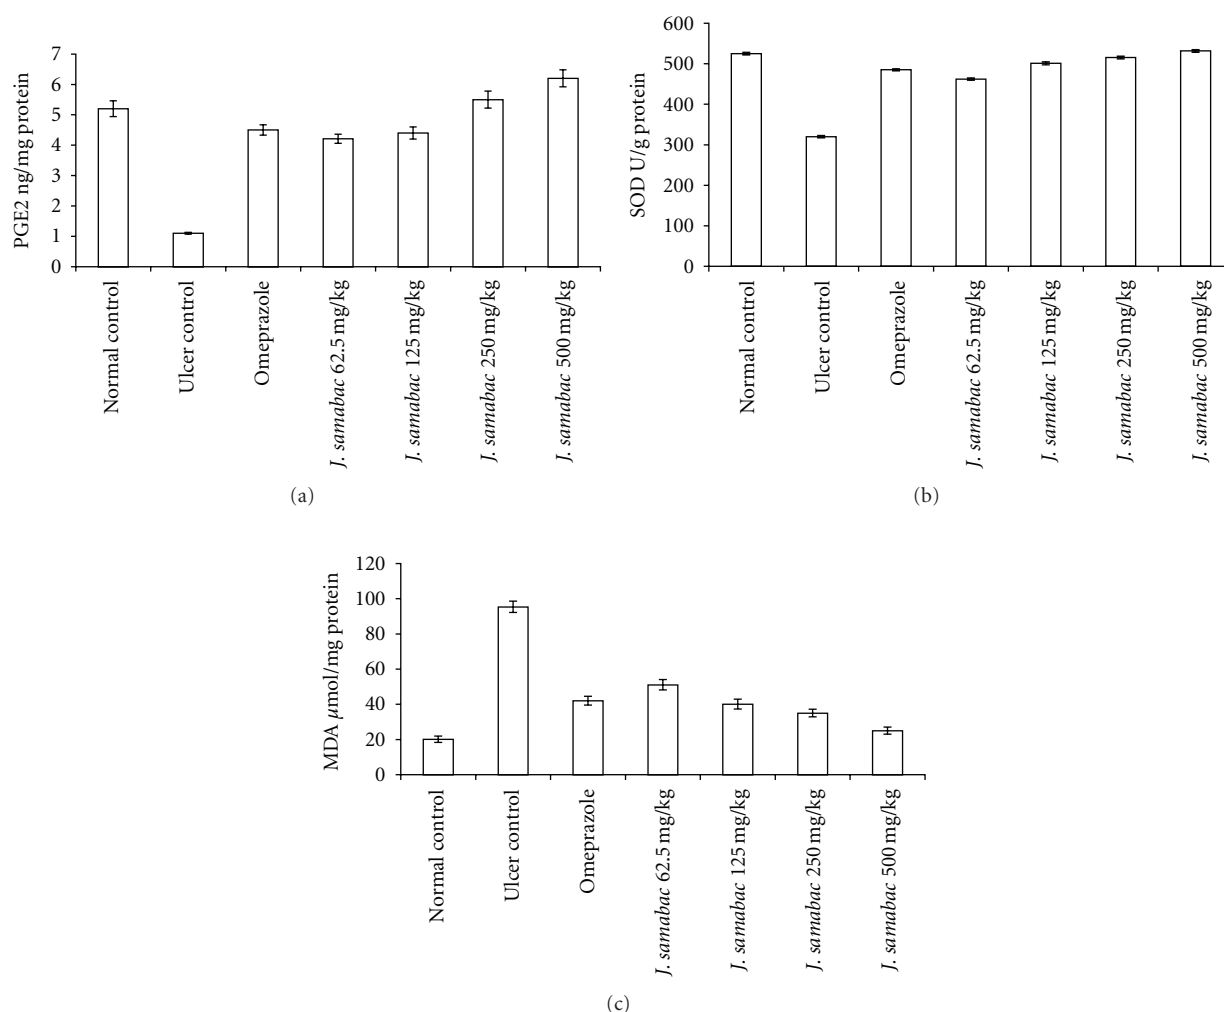 7
6
5
4
3
2
1
0
PGE2 ng/mg protein
Normal control
Ulcer control
Omeprazole
J. samabac 62.5 mg/kg
J. samabac 125 mg/kg
J. samabac 250 mg/kg
J. samabac 500 mg/kg
(a)
600
500
400
300
200
100
0
SOD U/g protein
Normal control
Ulcer control
Omeprazole
J. samabac 62.5 mg/kg
J. samabac 125 mg/kg
J. samabac 250 mg/kg
J. samabac 500 mg/kg
(b)
120
100
80
60
40
20
0
MDA μmol/mg protein
Normal control
Ulcer control
Omeprazole
J. samabac 62.5 mg/kg
J. samabac 125 mg/kg
J. samabac 250 mg/kg
J. samabac 500 mg/kg
(c)